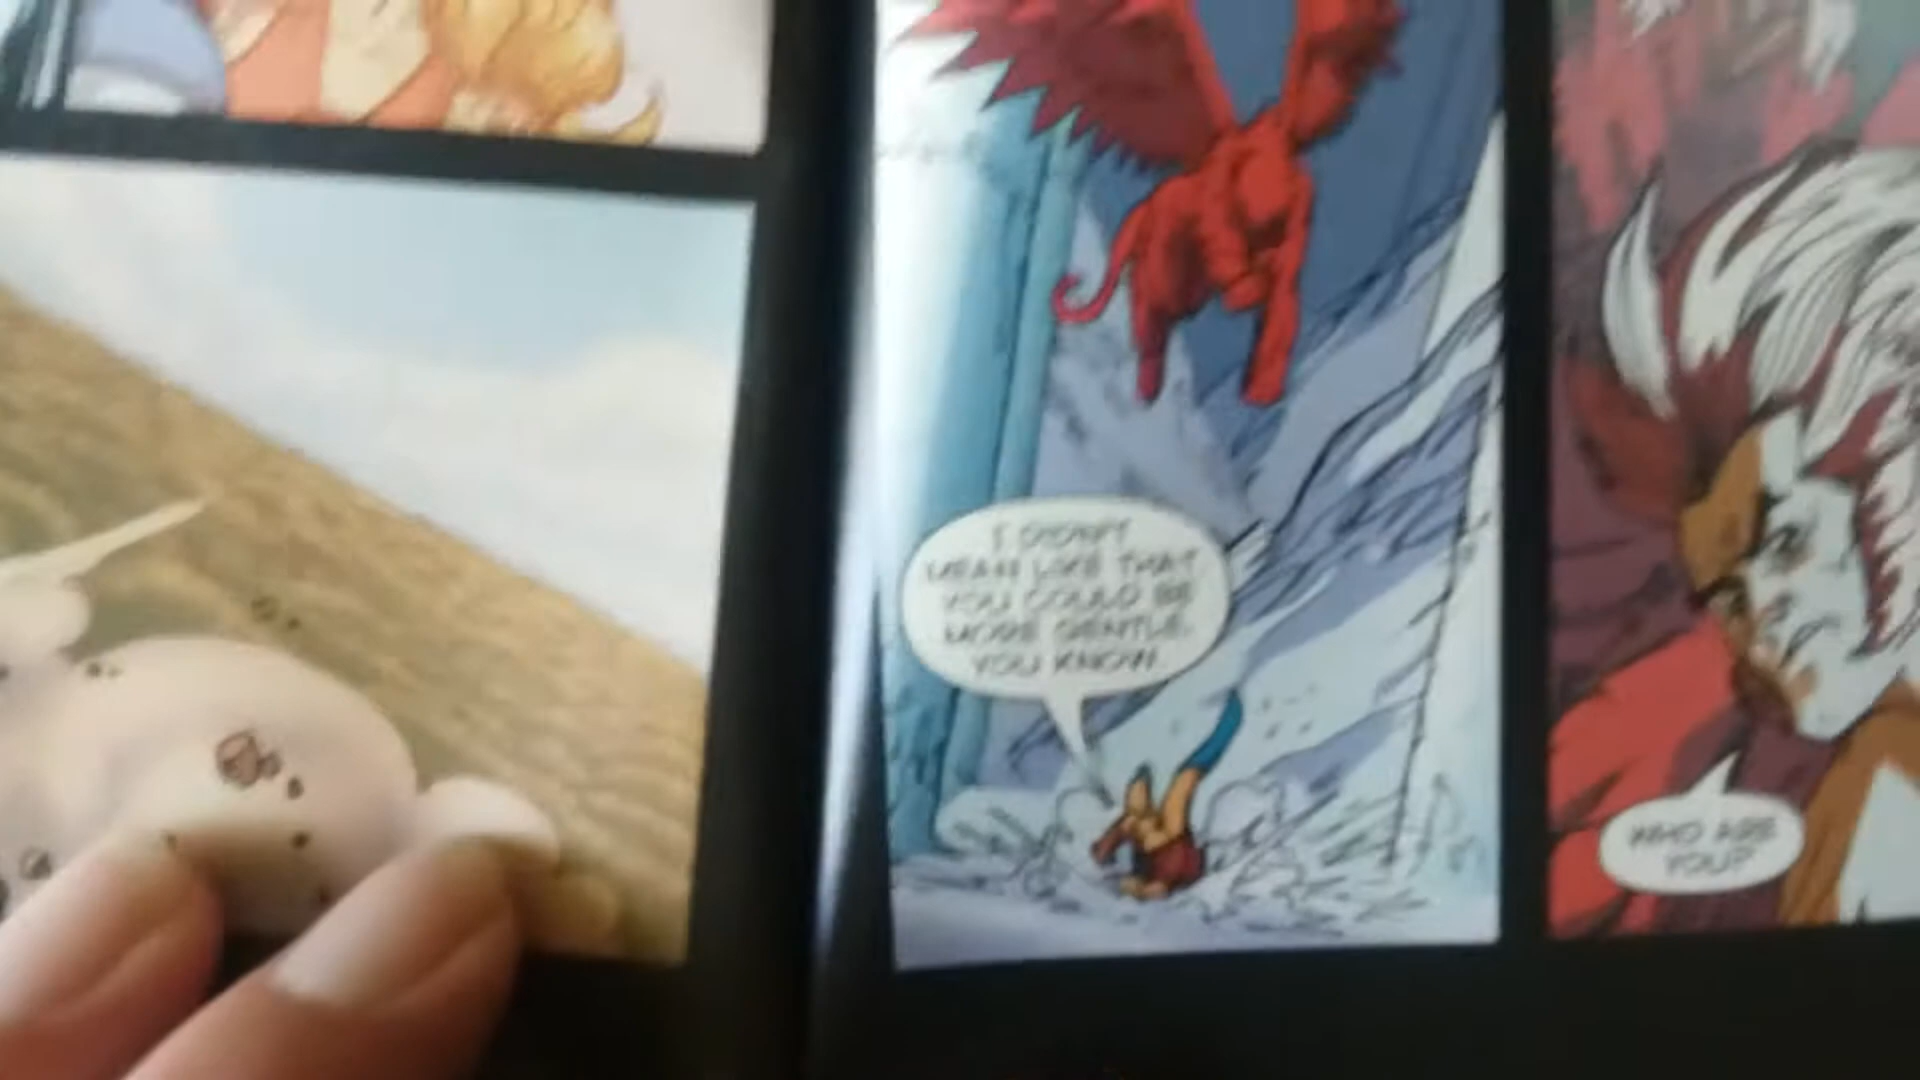 I DIDN'T
MEAN LIKE THAT
YOU COULD BE
MORE GENTLE,
YOU KNOW.
WHO ARE
YOU?